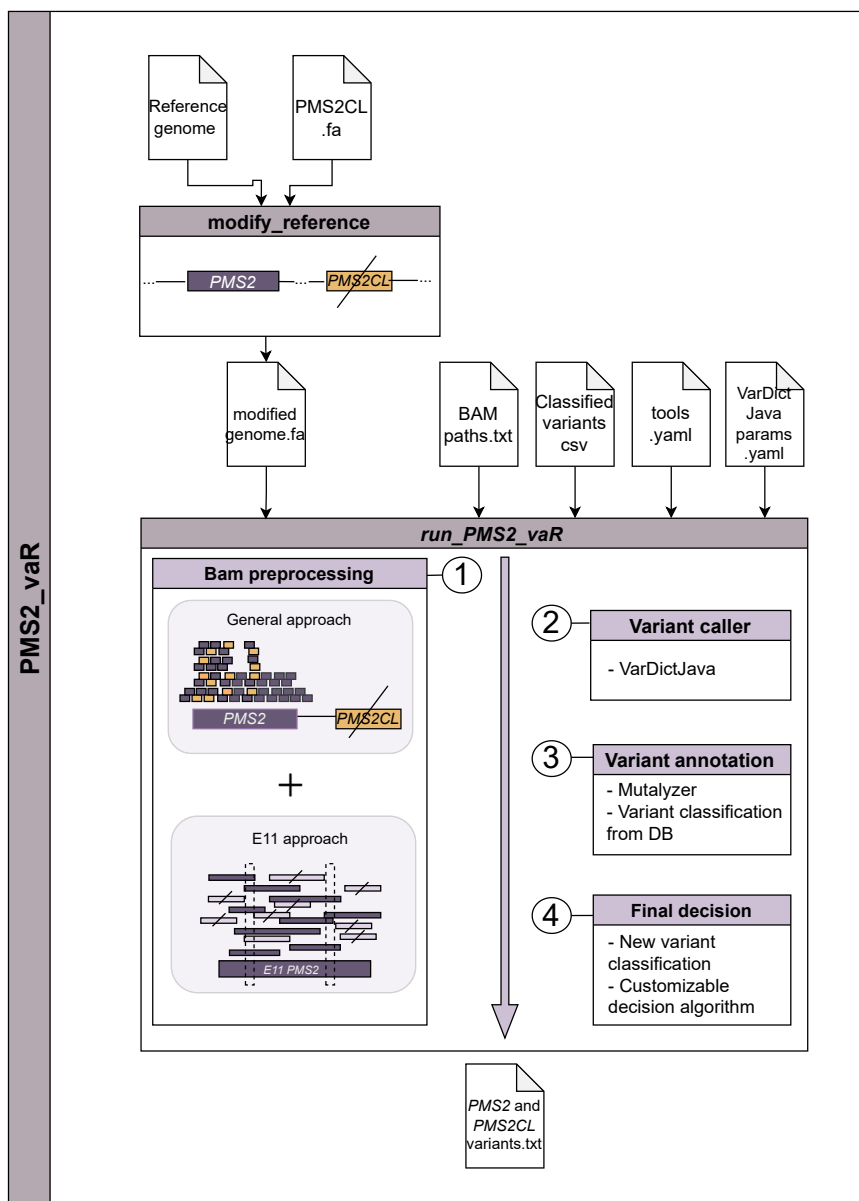 PMS2_vaR
Reference
genome
PMS2CL
.fa
modify_reference
...
PMS2
...
PMS2CL
...
modified
genome.fa
BAM
paths.txt
Classified
variants
csv
tools
.yaml
VarDict
Java
params
.yaml
run_PMS2_vaR
Bam preprocessing
1
General approach
PMS2
PMS2CL
+
E11 approach
E11 PMS2
2
Variant caller
- VarDictJava
3
Variant annotation
- Mutalyzer
- Variant classification
from DB
4
Final decision
- New variant
classification
- Customizable
decision algorithm
PMS2 and
PMS2CL
variants.txt